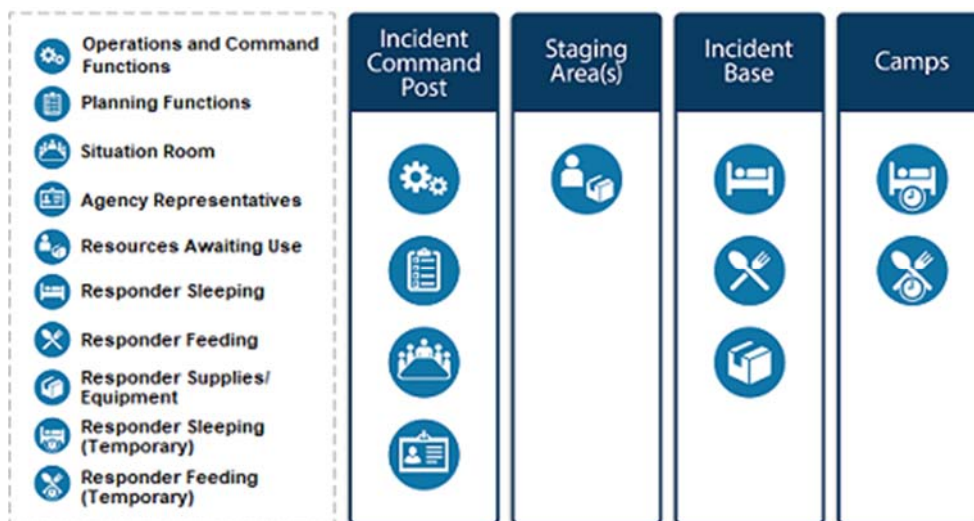 Operations and Command
Functions
Planning Functions
Situation Room
Agency Representatives
Resources Awaiting Use
Responder Sleeping
Responder Feeding
Responder Supplies/
Equipment
Responder Sleeping
(Temporary)
Responder Feeding
(Temporary)
Incident
Command
Post
Staging
Area(s)
Incident
Base
Camps